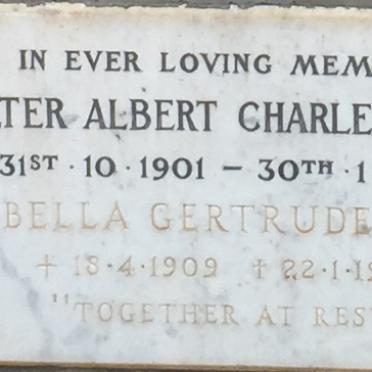 IN EVER LOVING MEM
TER ALBERT CHARLE
31ST · 10 · 1901 – 30TH · 1
BELLA GERTRUDE
+ 18·4·1909 + 22·1·19
"TOGETHER AT RES